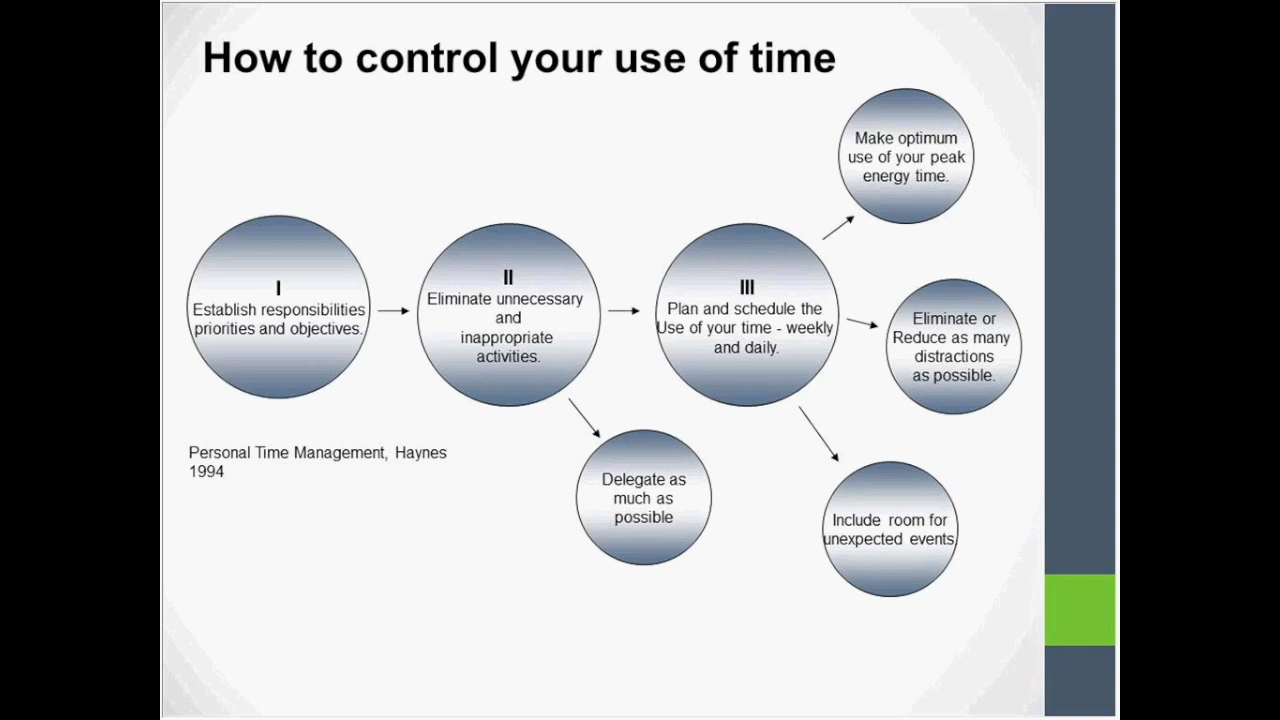 How to control your use of time
Make optimum
use of your peak
energy time.
I
Establish responsibilities
priorities and objectives.
II
Eliminate unnecessary
and
inappropriate
activities.
III
Plan and schedule the
Use of your time - weekly
and daily.
Eliminate or
Reduce as many
distractions
as possible.
Personal Time Management, Haynes
1994
Delegate as
much as
possible
Include room for
unexpected events.